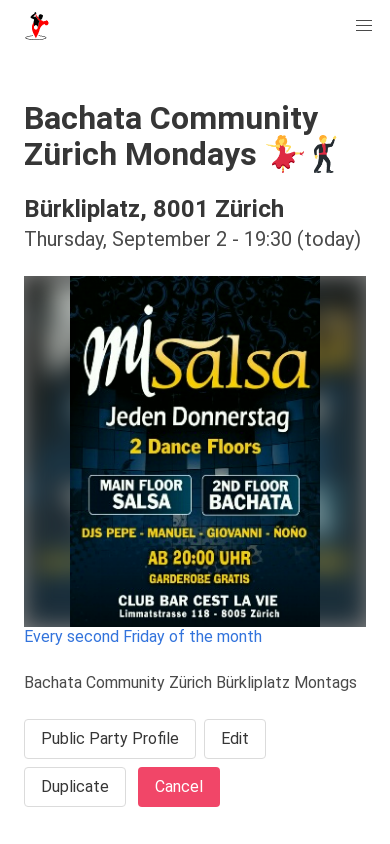 Bachata Community
Zürich Mondays 💃🕺
Bürkliplatz, 8001 Zürich
Thursday, September 2 - 19:30 (today)
mi Salsa
Jeden Donnerstag
2 Dance Floors
MAIN FLOOR 2ND FLOOR
SALSA BACHATA
DJS PEPE - MANUEL - GIOVANNI - ÑOÑO
AB 20:00 UHR
GARDEROBE GRATIS
CLUB BAR CEST LA VIE
Limmatstrasse 118 - 8005 Zürich
Every second Friday of the month
Bachata Community Zürich Bürkliplatz Montags
Public Party Profile Edit
Duplicate Cancel